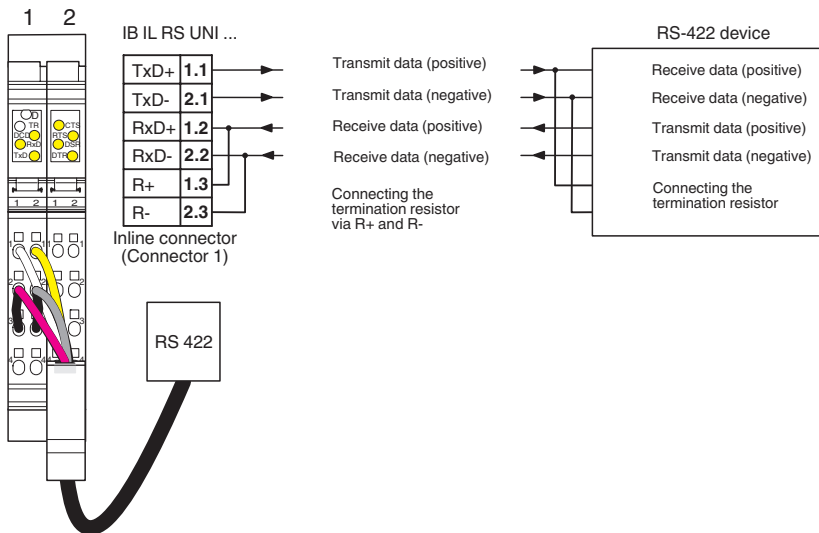 1 2
IB IL RS UNI ...
RS-422 device
TxD+ 1.1
TxD- 2.1
RxD+ 1.2
RxD- 2.2
R+ 1.3
R- 2.3
Inline connector
(Connector 1)
Transmit data (positive)
Transmit data (negative)
Receive data (positive)
Receive data (negative)
Connecting the
termination resistor
via R+ and R-
Receive data (positive)
Receive data (negative)
Transmit data (positive)
Transmit data (negative)
Connecting the
termination resistor
D
TR
DCD
RxD
TxD
CTS
RTS
DSR
DTR
1 2 1 2
1
2
3
4
RS 422